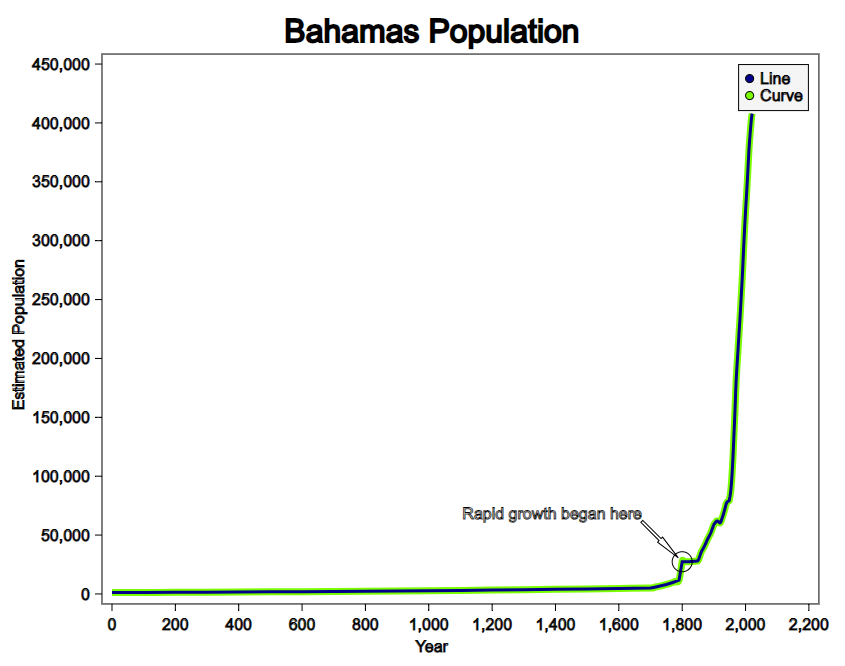 Bahamas Population
Line
Curve
450,000
400,000
350,000
300,000
250,000
200,000
150,000
100,000
50,000
0
Estimated Population
Rapid growth began here
0 200 400 600 800 1,000 1,200 1,400 1,600 1,800 2,000 2,200
Year